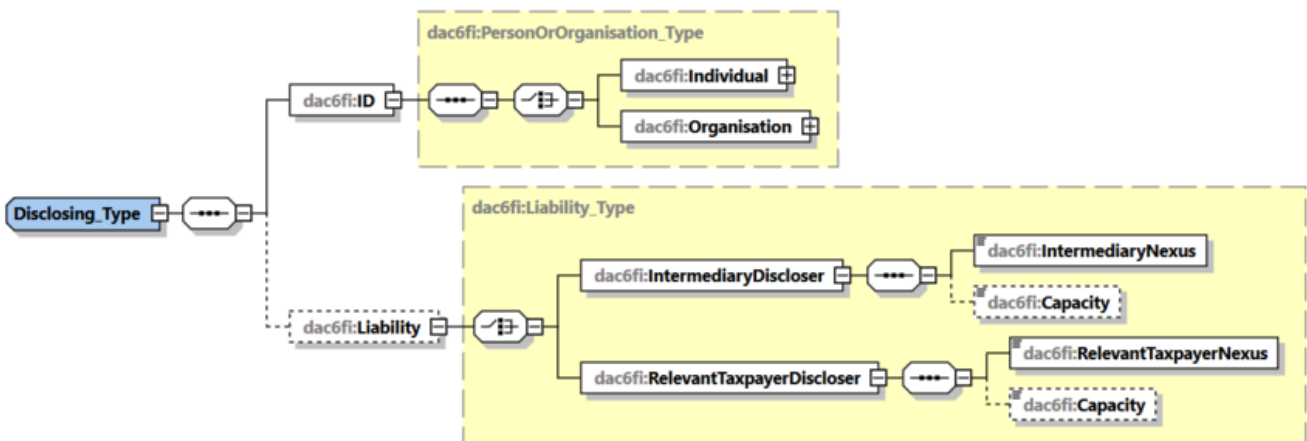 dac6fi:PersonOrOrganisation_Type
dac6fi:Individual
dac6fi:ID
dac6fi:Organisation
Disclosing_Type
dac6fi:Liability_Type
dac6fi:IntermediaryNexus
dac6fi:IntermediaryDiscloser
dac6fi:Capacity
dac6fi:Liability
dac6fi:RelevantTaxpayerNexus
dac6fi:RelevantTaxpayerDiscloser
dac6fi:Capacity